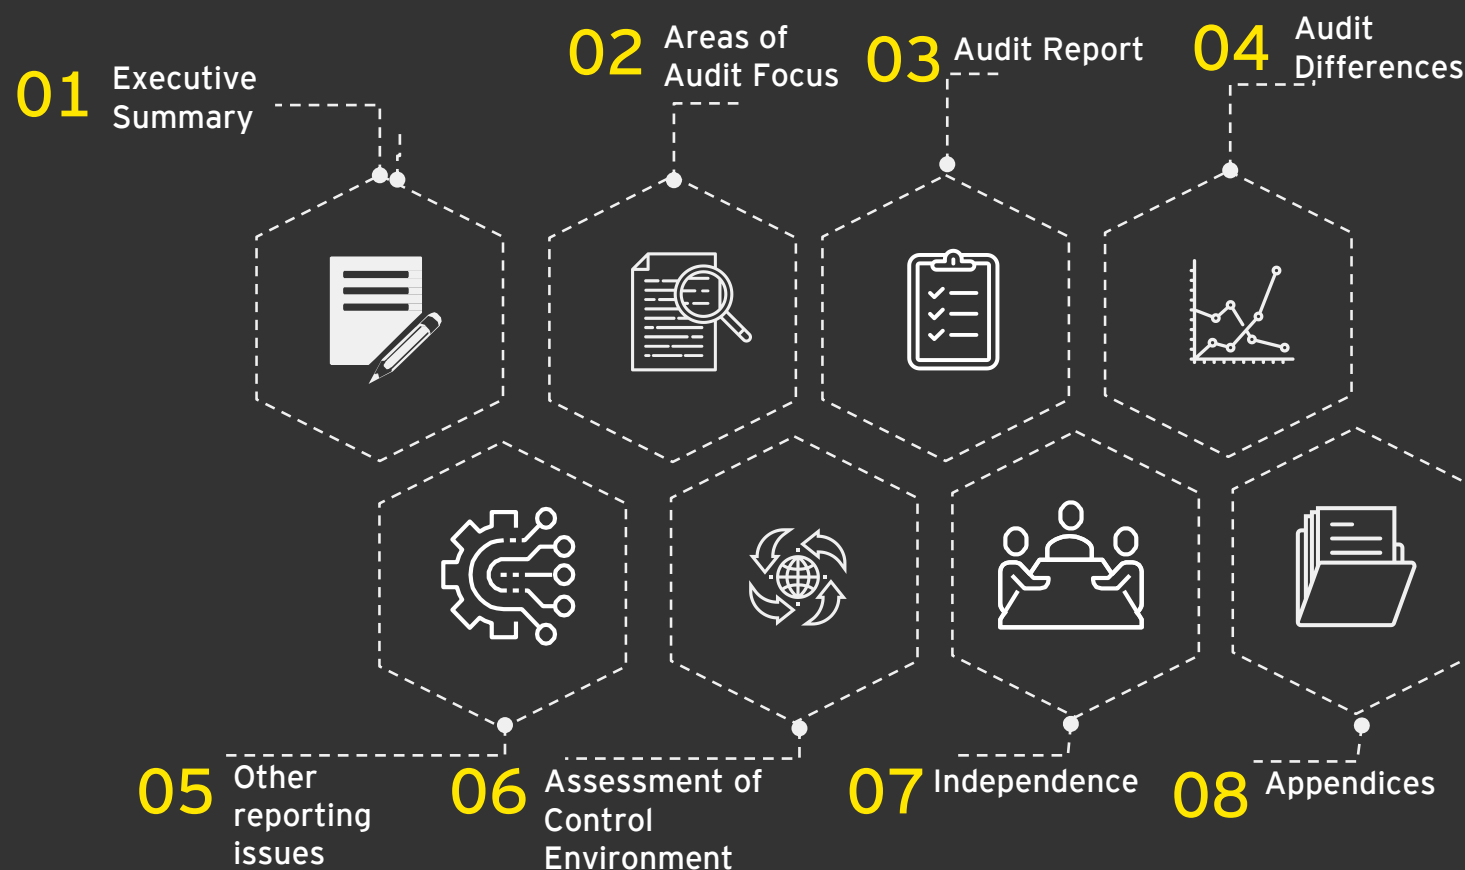 01 Executive
Summary
02 Areas of
Audit Focus
03 Audit Report
04 Audit
Differences
05 Other
reporting
issues
06 Assessment of
Control
Environment
07 Independence
08 Appendices